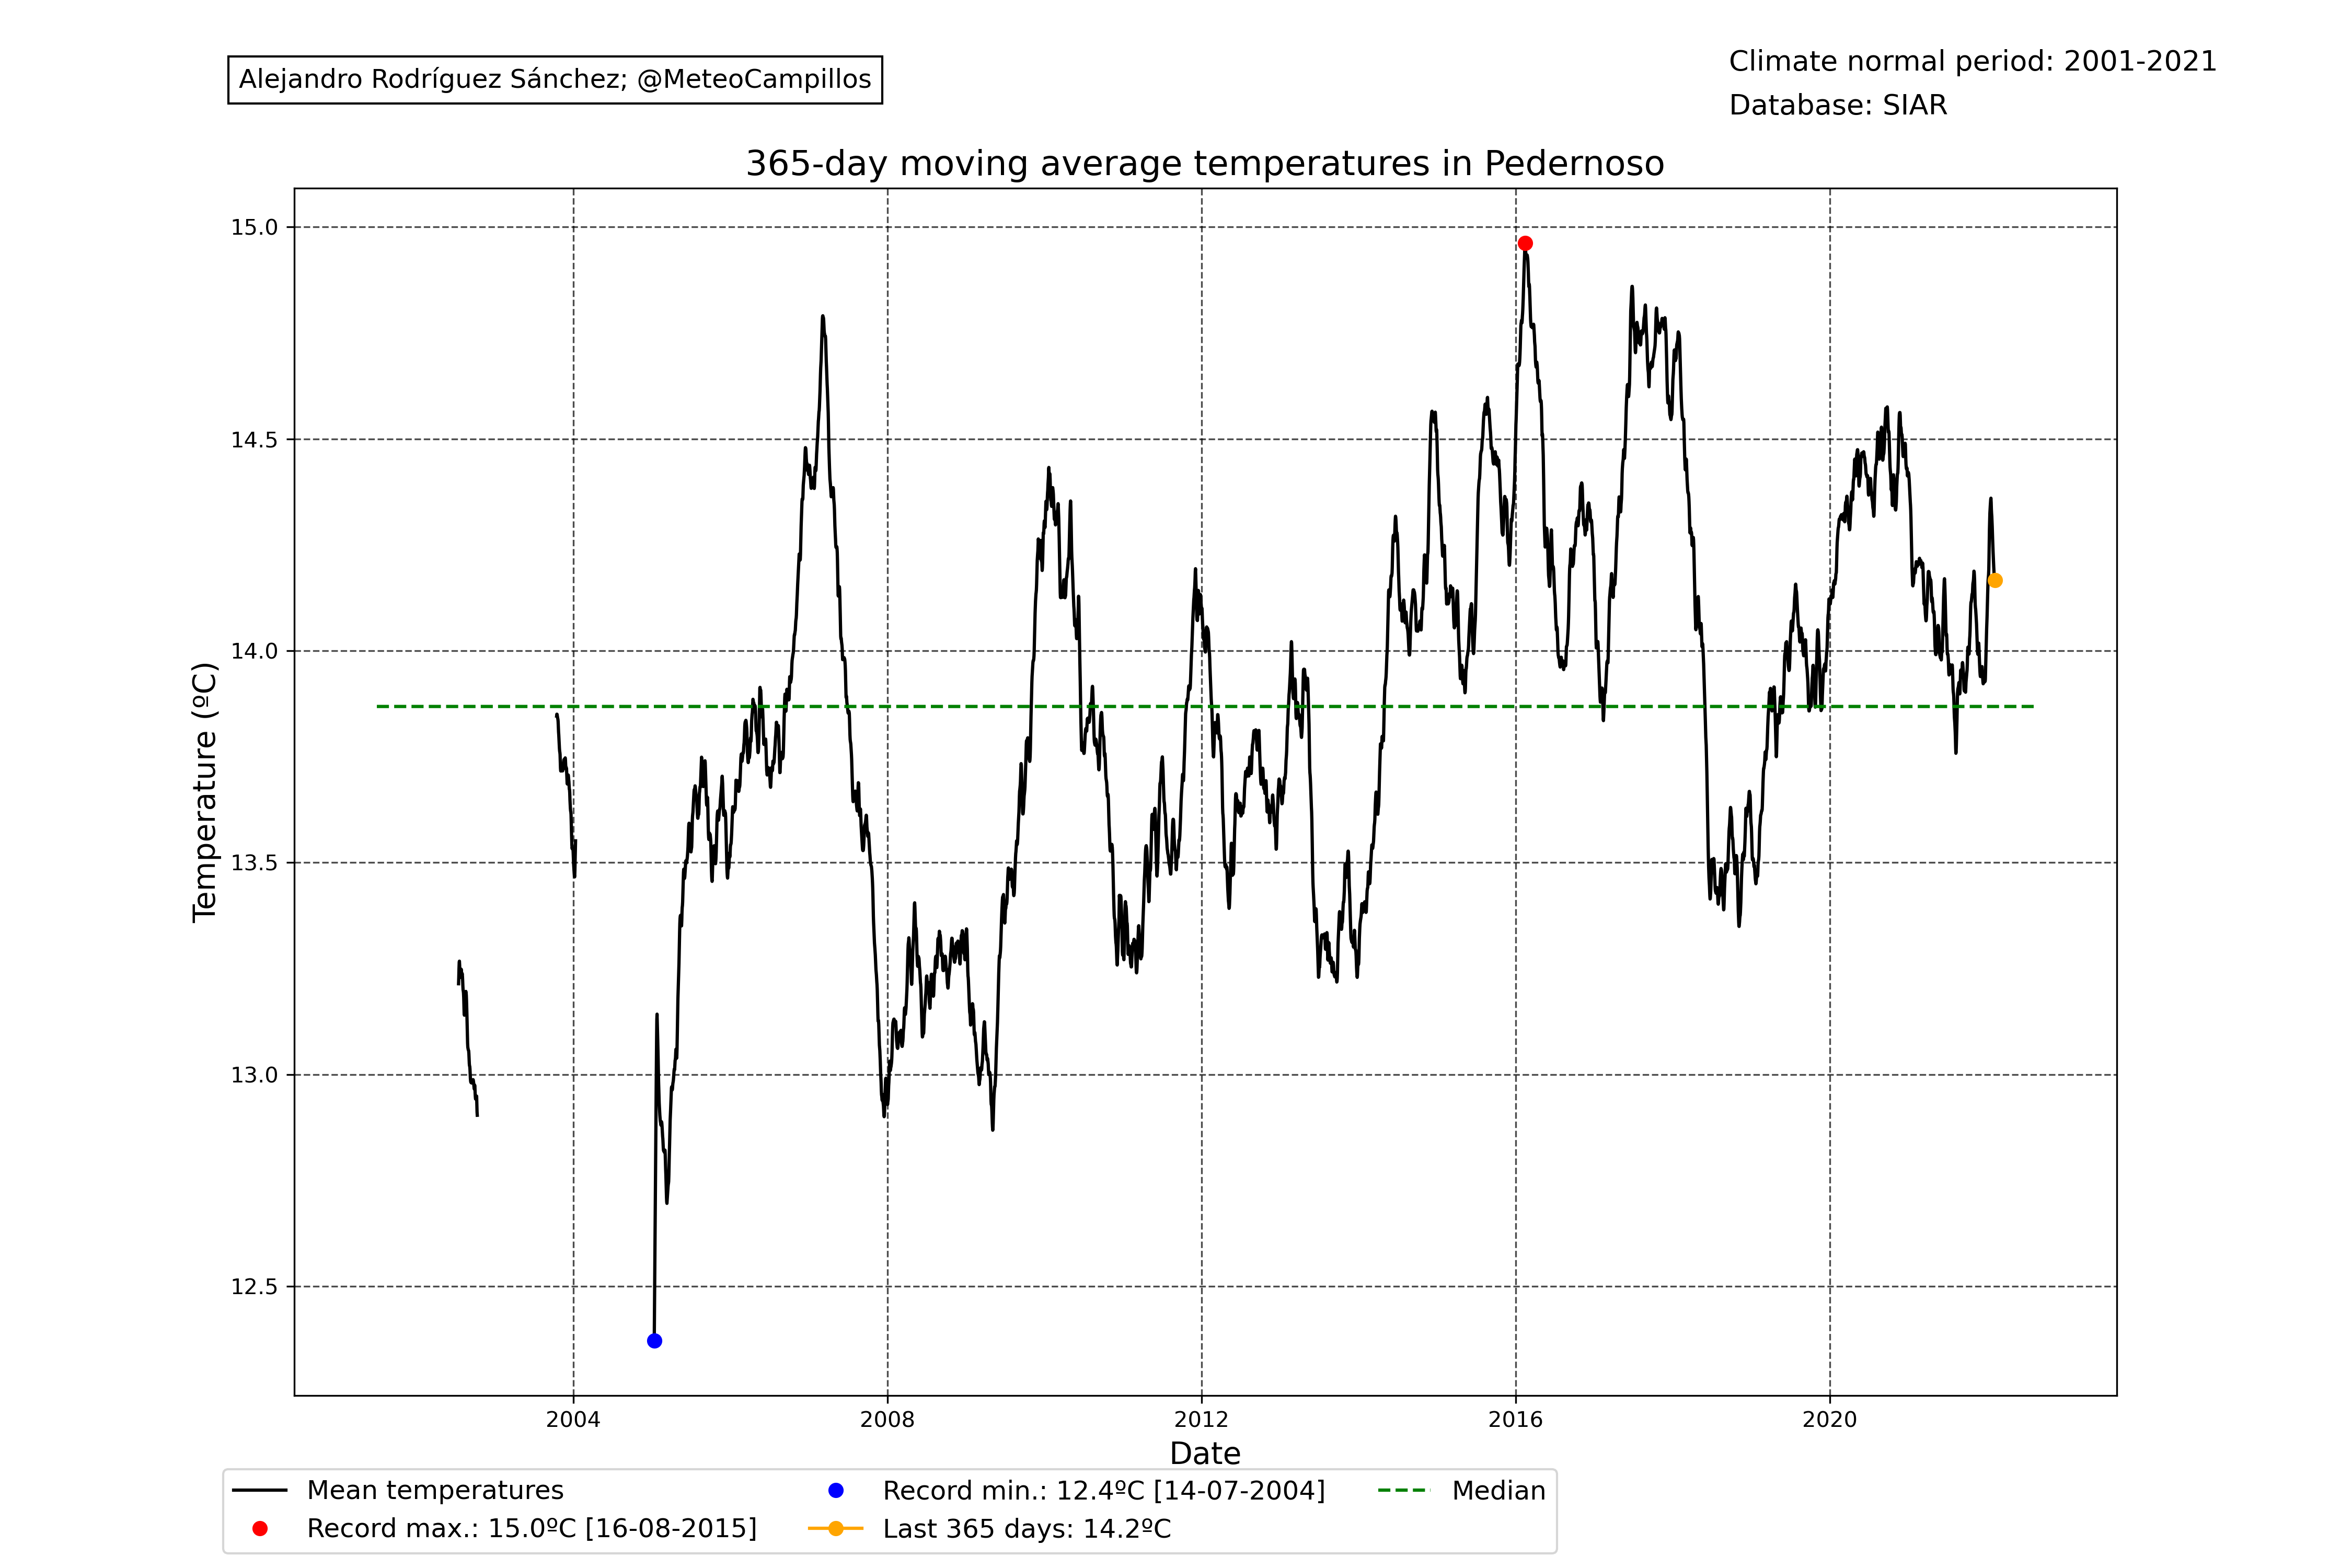 Alejandro Rodríguez Sánchez; @MeteoCampillos
Climate normal period: 2001-2021
Database: SIAR
365-day moving average temperatures in Pedernoso
15.0
14.5
14.0
13.5
13.0
12.5
Temperature (ºC)
2004
2008
2012
2016
2020
Date
Mean temperatures
Record max.: 15.0ºC [16-08-2015]
Record min.: 12.4ºC [14-07-2004]
Last 365 days: 14.2ºC
Median